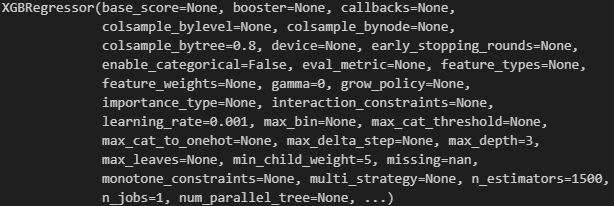 XGBRegressor(base_score=None, booster=None, callbacks=None,
colsample_bylevel=None, colsample_bynode=None,
colsample_bytree=0.8, device=None, early_stopping_rounds=None,
enable_categorical=False, eval_metric=None, feature_types=None,
feature_weights=None, gamma=0, grow_policy=None,
importance_type=None, interaction_constraints=None,
learning_rate=0.001, max_bin=None, max_cat_threshold=None,
max_cat_to_onehot=None, max_delta_step=None, max_depth=3,
max_leaves=None, min_child_weight=5, missing=nan,
monotone_constraints=None, multi_strategy=None, n_estimators=1500,
n_jobs=1, num_parallel_tree=None, ...)